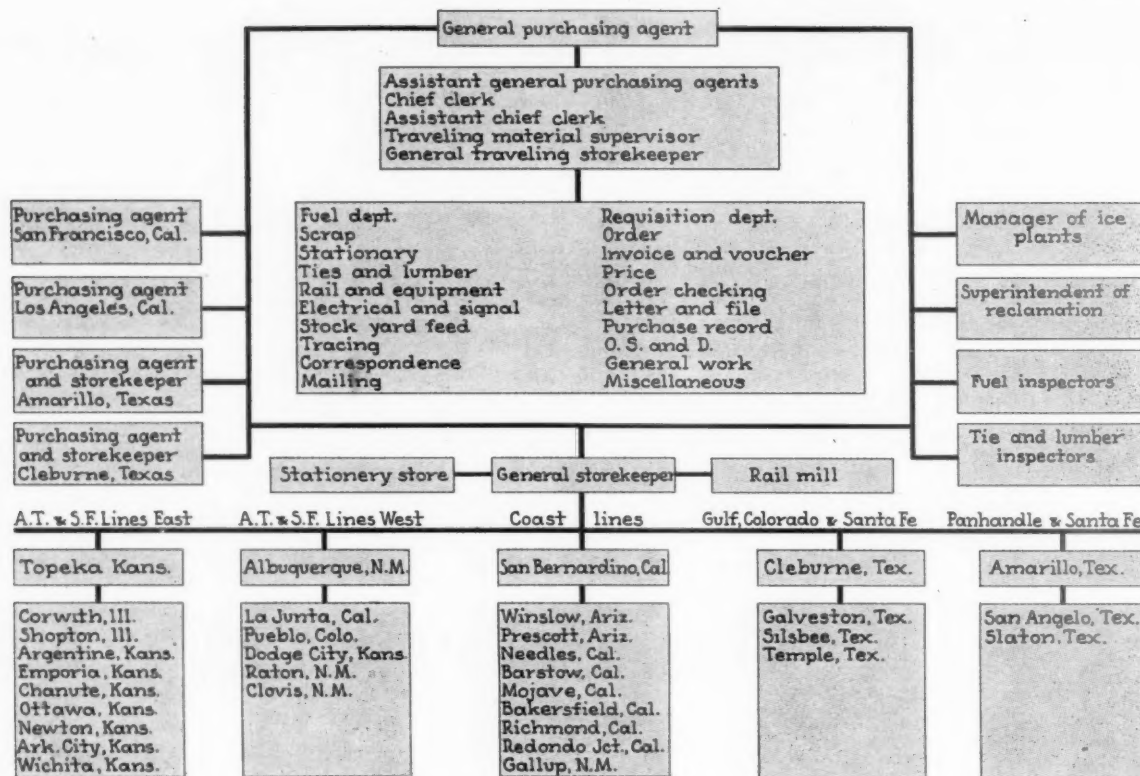 General purchasing agent
Assistant general purchasing agents
Chief clerk
Assistant chief clerk
Traveling material supervisor
General traveling storekeeper
Purchasing agent
San Francisco, Cal.
Purchasing agent
Los Angeles, Cal.
Purchasing agent
and storekeeper
Amarillo, Texas
Purchasing agent
and storekeeper
Cleburne, Texas
Fuel dept.
Scrap
Stationary
Ties and lumber
Rail and equipment
Electrical and signal
Stock yard feed
Tracing
Correspondence
Mailing
Requisition dept.
Order
Invoice and voucher
Price
Order checking
Letter and file
Purchase record
O. S. and D.
General work
Miscellaneous
Manager of ice
plants
Superintendent of
reclamation
Fuel inspectors
Tie and lumber
inspectors
Stationery store
General storekeeper
Rail mill
A.T. & S.F. Lines East
A.T. & S.F. Lines West
Coast lines
Gulf, Colorado & Santa Fe
Panhandle & Santa Fe
Topeka Kans.
Albuquerque, N.M.
San Bernardino, Cal
Cleburne, Tex.
Amarillo, Tex.
Corwith, Ill.
Shopton, Ill.
Argentine, Kans.
Emporia, Kans.
Chanute, Kans.
Ottawa, Kans.
Newton, Kans.
Ark. City, Kans.
Wichita, Kans.
La Junta, Cal.
Pueblo, Colo.
Dodge City, Kans
Raton, N.M.
Clovis, N.M.
Winslow, Ariz.
Prescott, Ariz.
Needles, Cal.
Barstow, Cal.
Mojave, Cal.
Bakersfield, Cal.
Richmond, Cal.
Redondo Jct., Cal.
Gallup, N.M.
Galveston, Tex.
Silsbee, Tex.
Temple, Tex.
San Angelo, Tex.
Slaton, Tex.